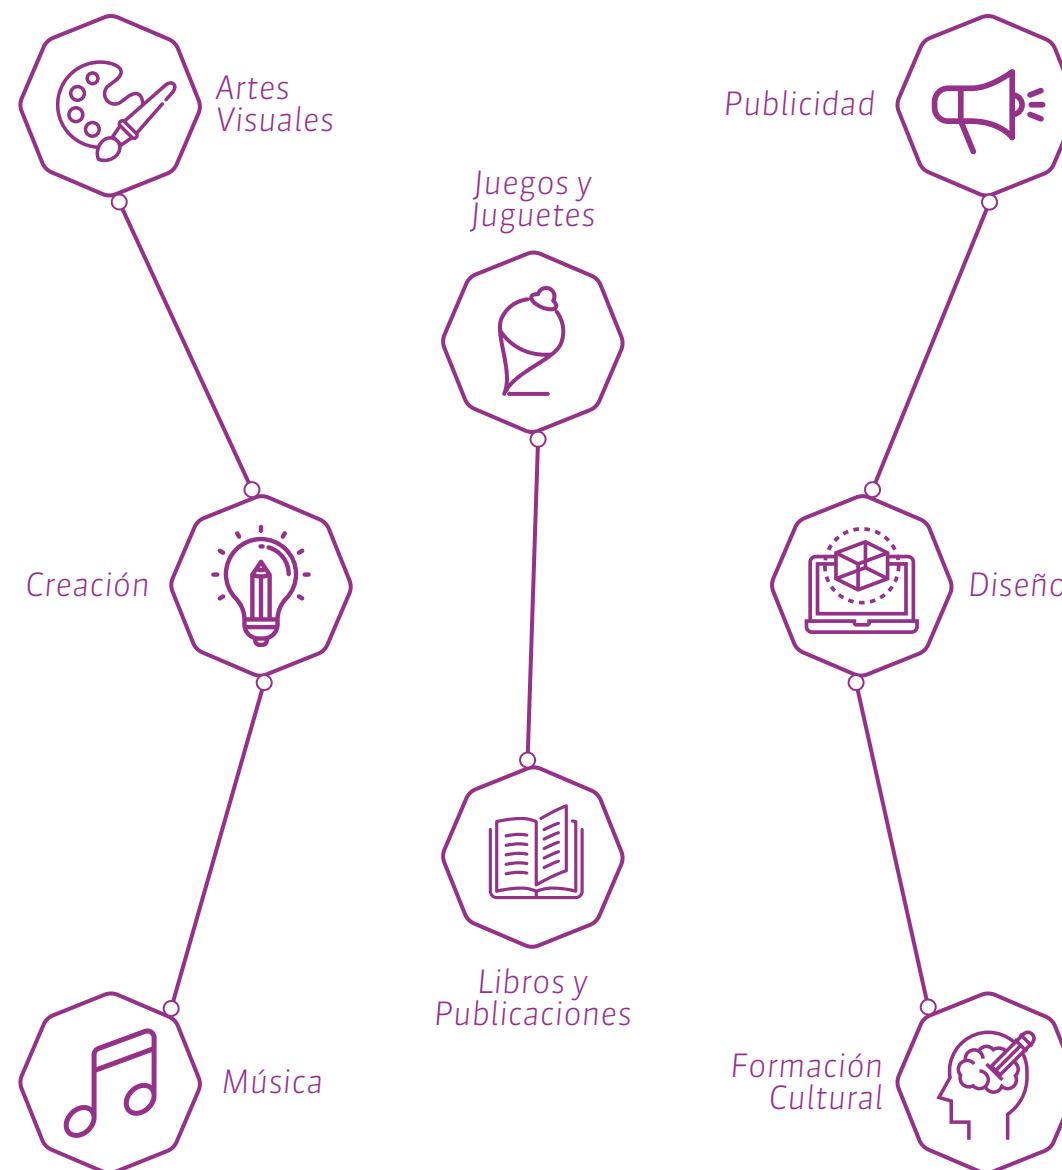 Artes
Visuales
Publicidad
Juegos y
Juguetes
Creación
Diseño
Libros y
Publicaciones
Música
Formación
Cultural